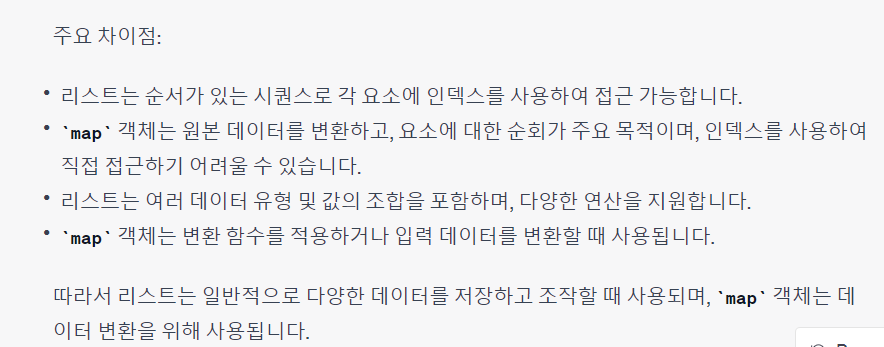 주요 차이점:
• 리스트는 순서가 있는 시퀀스로 각 요소에 인덱스를 사용하여 접근 가능합니다.
• `map` 객체는 원본 데이터를 변환하고, 요소에 대한 순회가 주요 목적이며, 인덱스를 사용하여
직접 접근하기 어려울 수 있습니다.
• 리스트는 여러 데이터 유형 및 값의 조합을 포함하며, 다양한 연산을 지원합니다.
• `map` 객체는 변환 함수를 적용하거나 입력 데이터를 변환할 때 사용됩니다.
따라서 리스트는 일반적으로 다양한 데이터를 저장하고 조작할 때 사용되며, `map` 객체는 데
이터 변환을 위해 사용됩니다.